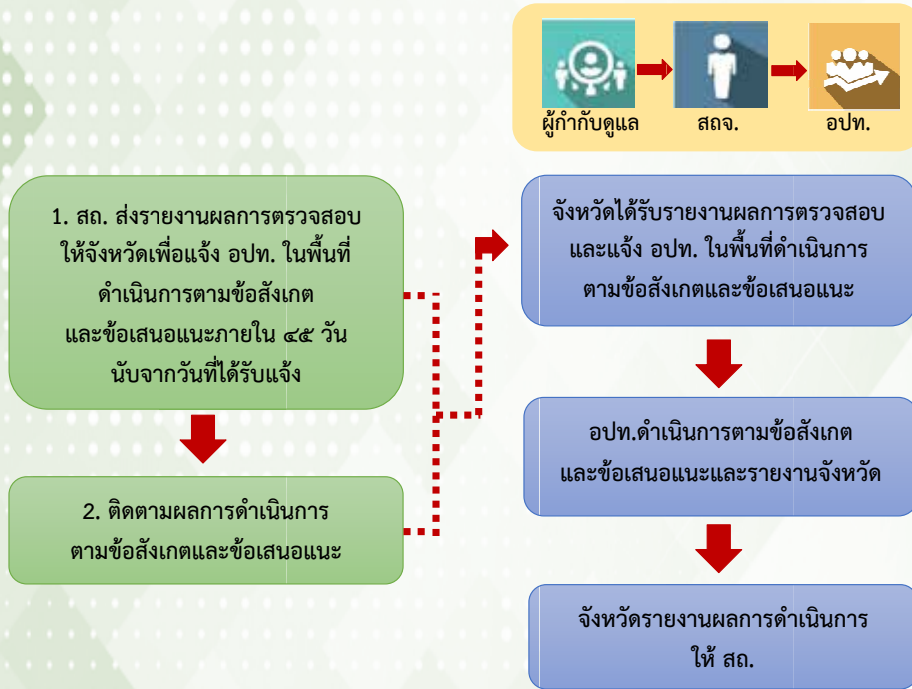 ผู้กำกับดูแล สถจ. อปท.
1. สถ. ส่งรายงานผลการตรวจสอบ
ให้จังหวัดเพื่อแจ้ง อปท. ในพื้นที่
ดำเนินการตามข้อสังเกต
และข้อเสนอแนะภายใน ๔๕ วัน
นับจากวันที่ได้รับแจ้ง
2. ติดตามผลการดำเนินการ
ตามข้อสังเกตและข้อเสนอแนะ
จังหวัดได้รับรายงานผลการตรวจสอบ
และแจ้ง อปท. ในพื้นที่ดำเนินการ
ตามข้อสังเกตและข้อเสนอแนะ
อปท.ดำเนินการตามข้อสังเกต
และข้อเสนอแนะและรายงานจังหวัด
จังหวัดรายงานผลการดำเนินการ
ให้ สถ.